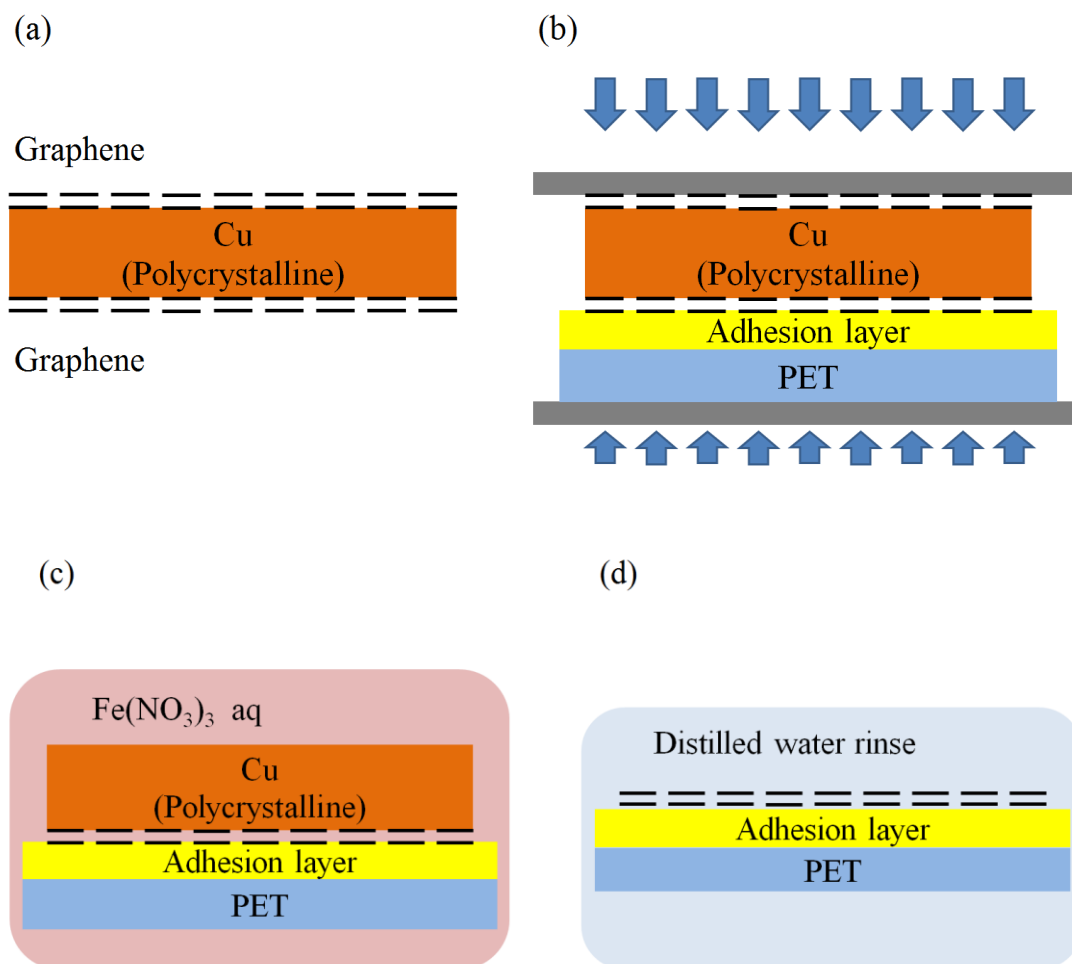 (a)
Graphene
Cu
(Polycrystalline)
Graphene
(b)
Cu
(Polycrystalline)
Adhesion layer
PET
(c)
Fe(NO₃)₃ aq
Cu
(Polycrystalline)
Adhesion layer
PET
(d)
Distilled water rinse
Adhesion layer
PET